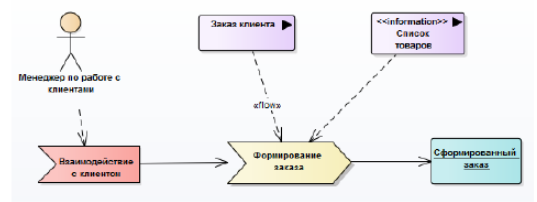 Заказ клиента
<<information>>
Список
товаров
Менеджер по работе с
клиентами
«flow»
Взаимодействие
с клиентом
Формирование
заказа
Сформированный
заказ